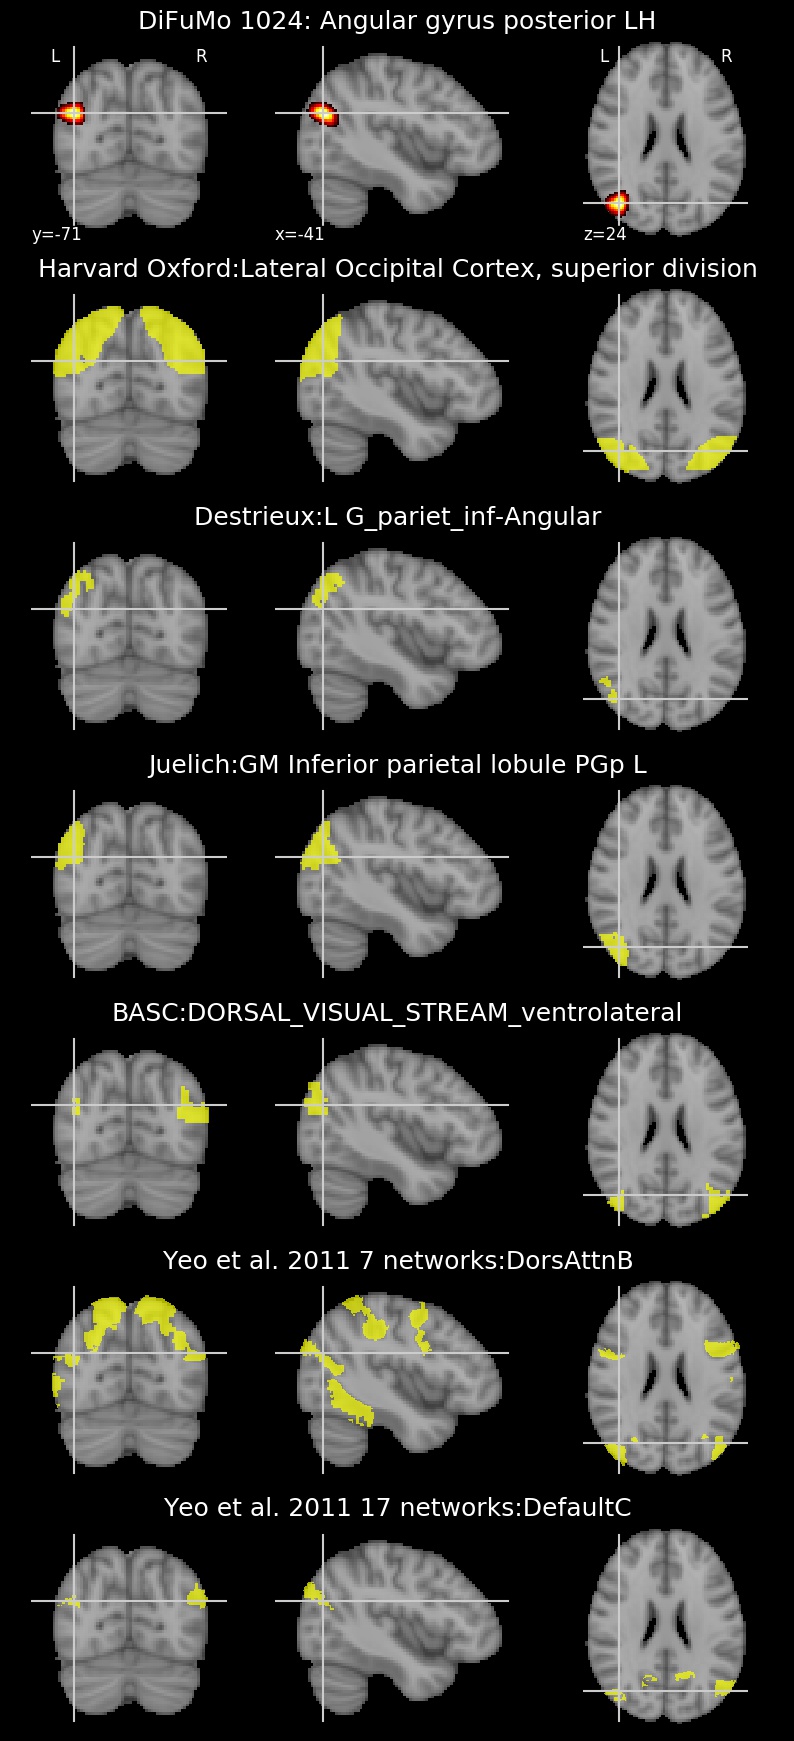 DiFuMo 1024: Angular gyrus posterior LH
L R L R
y=-71 x=-41 z=24
Harvard Oxford:Lateral Occipital Cortex, superior division
Destrieux:L G_pariet_inf-Angular
Juelich:GM Inferior parietal lobule PGp L
BASC:DORSAL_VISUAL_STREAM_ventrolateral
Yeo et al. 2011 7 networks:DorsAttnB
Yeo et al. 2011 17 networks:DefaultC